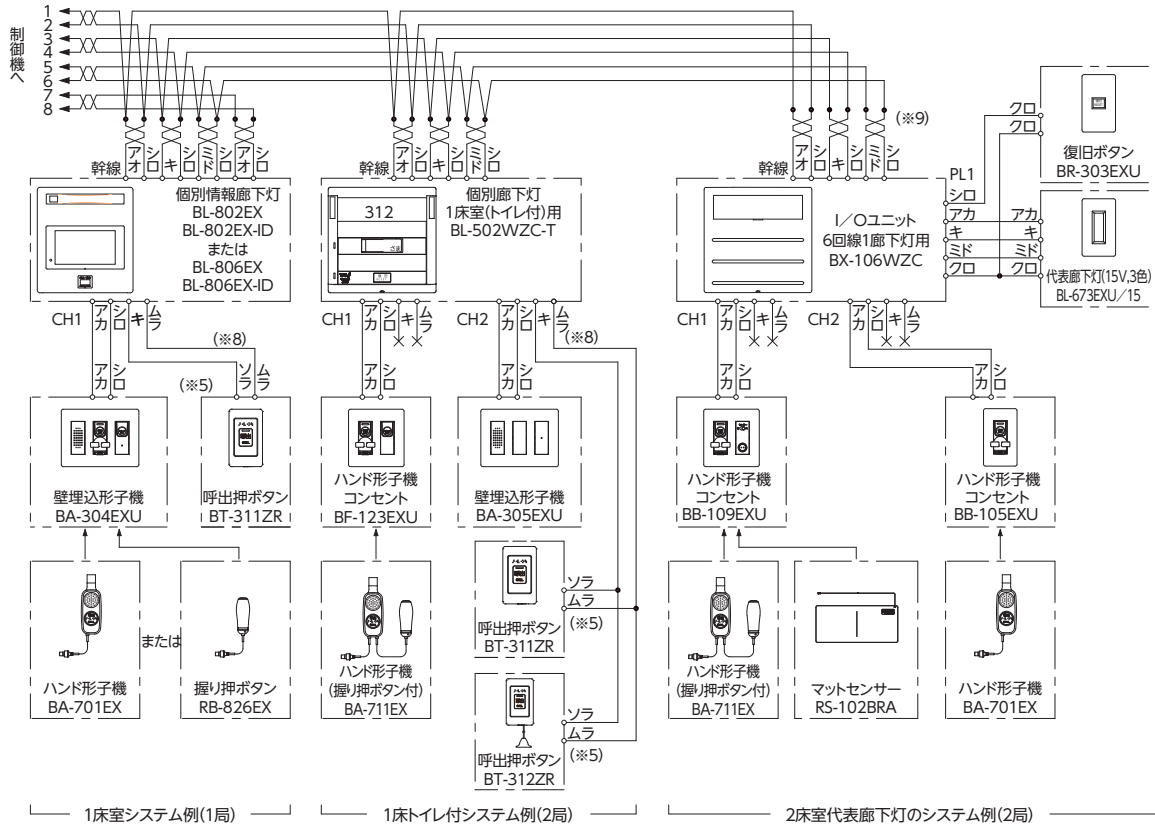 制御機へ
1
2
3
4
5
6
7
8
(※9)
幹線
アオ
シロ
キ
シロ
ミド
シロ
クロ
シロ
幹線
アオ
シロ
キ
シロ
ミド
シロ
幹線
アオ
シロ
キ
シロ
ミド
シロ
個別情報廊下灯
BL-802EX
BL-802EX-ID
または
BL-806EX
BL-806EX-ID
312
さま
個別廊下灯
1床室(トイレ付)用
BL-502WZC-T
I/Oユニット
6回線1廊下灯用
BX-106WZC
PL1
シロ
アカ
キ
ミド
クロ
クロ
クロ
復旧ボタン
BR-303EXU
アカ
キ
ミド
クロ
代表廊下灯(15V,3色)
BL-673EXU/15
CH1
アカ
シロ
キ
ムラ
(※8)
アカ
シロ
(※5)
ソラ
ムラ
CH1
アカ
シロ
キ
ムラ
アカ
シロ
CH2
アカ
シロ
キ
ムラ
(※8)
アカ
シロ
CH1
アカ
シロ
キ
ムラ
アカ
シロ
CH2
アカ
シロ
キ
ムラ
アカ
シロ
壁埋込形子機
BA-304EXU
呼出押ボタン
BT-311ZR
ハンド形子機
コンセント
BF-123EXU
壁埋込形子機
BA-305EXU
ハンド形子機
コンセント
BB-109EXU
ハンド形子機
コンセント
BB-105EXU
ハンド形子機
BA-701EX
または
握り押ボタン
RB-826EX
ハンド形子機
(握り押ボタン付)
BA-711EX
呼出押ボタン
BT-311ZR
ソラ
ムラ
(※5)
呼出押ボタン
BT-312ZR
ソラ
ムラ
(※5)
ハンド形子機
(握り押ボタン付)
BA-711EX
マットセンサー
RS-102BRA
ハンド形子機
BA-701EX
1床室システム例(1局)
1床トイレ付システム例(2局)
2床室代表廊下灯のシステム例(2局)